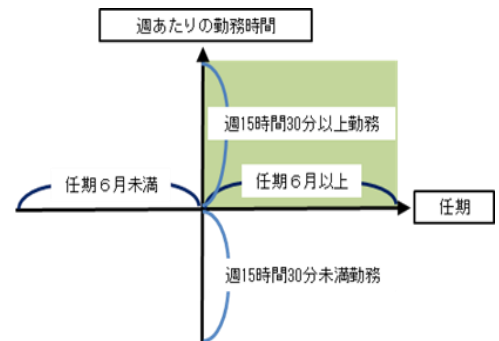 週あたりの勤務時間
週15時間30分以上勤務
任期６月未満
任期６月以上
任期
週15時間30分未満勤務